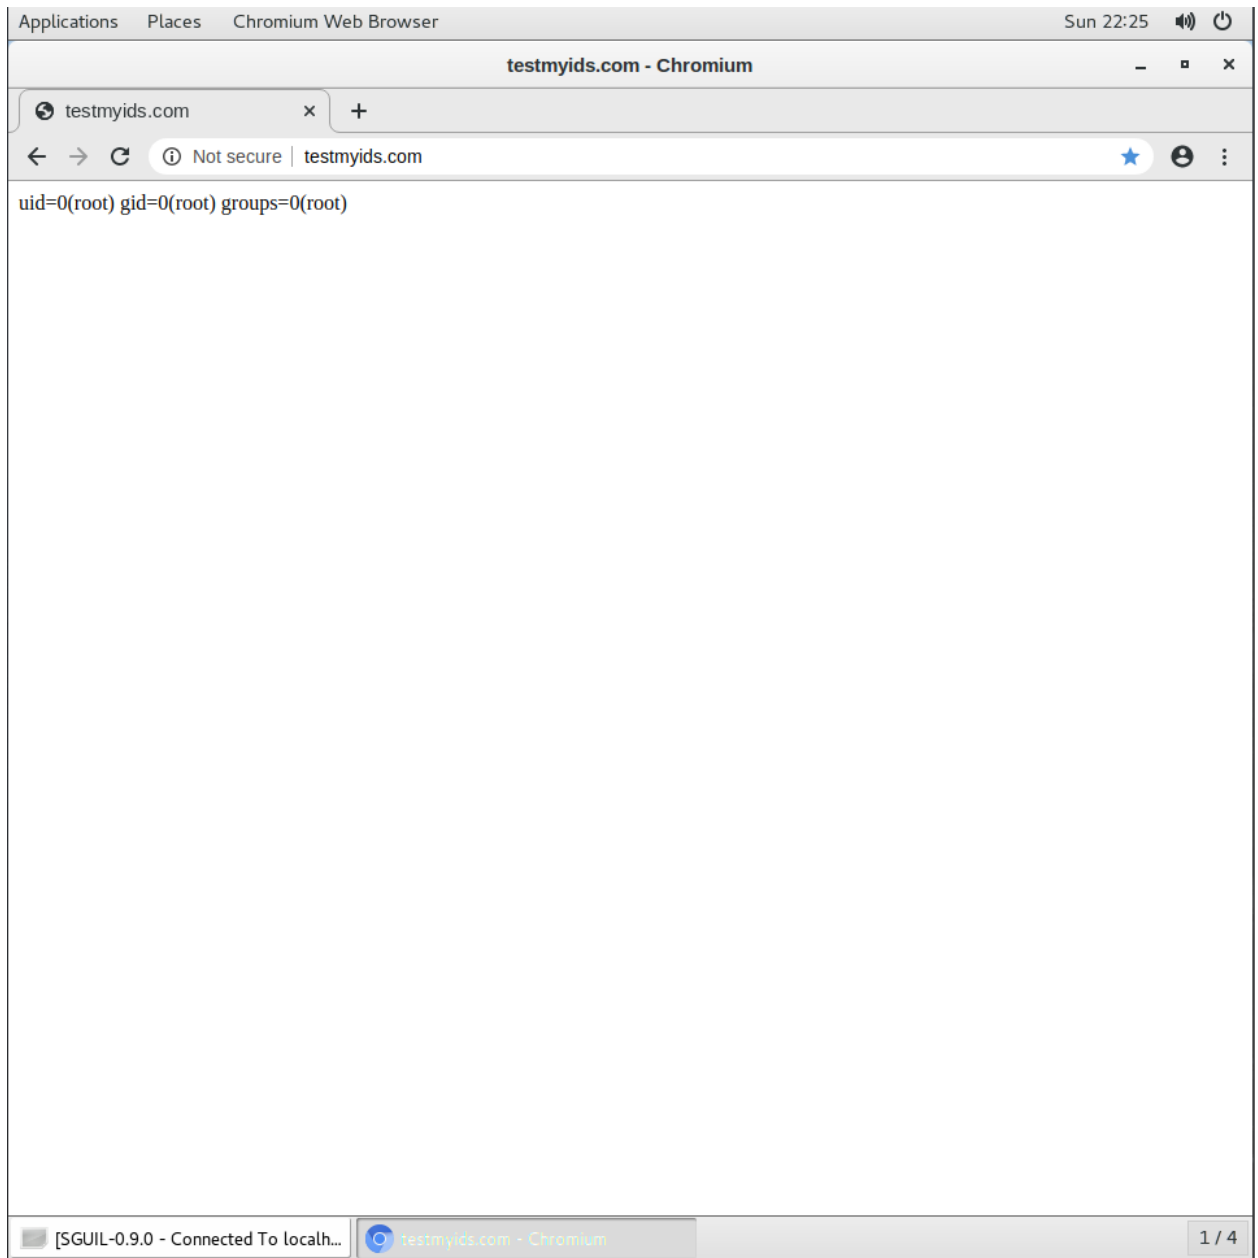 Applications Places Chromium Web Browser Sun 22:25
testmyids.com - Chromium
testmyids.com
Not secure testmyids.com
uid=0(root) gid=0(root) groups=0(root)
[SGUIL-0.9.0 - Connected To localh... testmyids.com - Chromium 1 / 4